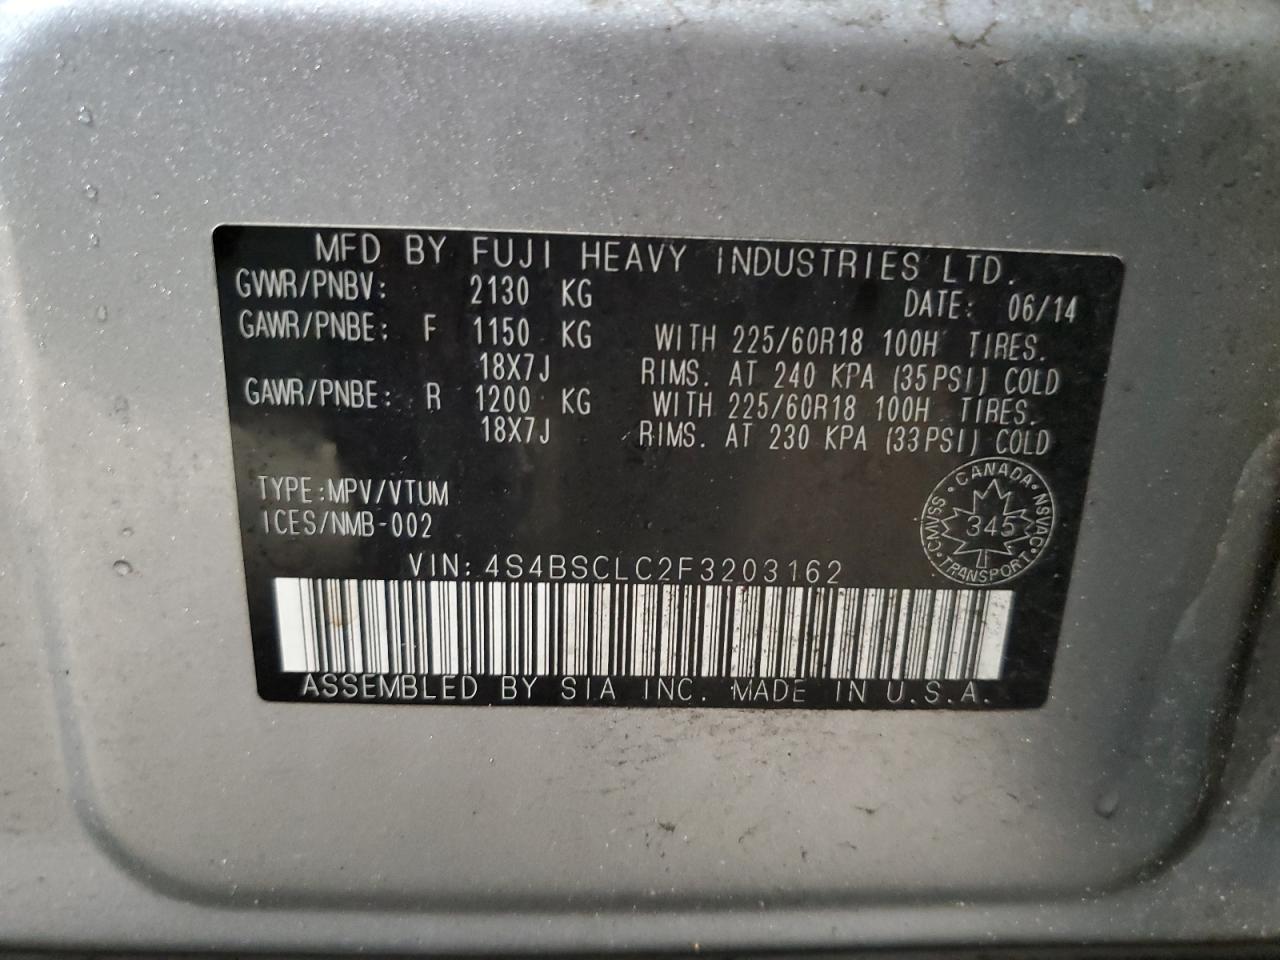 MFD BY FUJI HEAVY INDUSTRIES LTD.
GVWR/PNBV: 2130 KG DATE: 06/14
GAWR/PNBE: F 1150 KG WITH 225/60R18 100H TIRES.
18X7J RIMS. AT 240 KPA (35PSI) COLD
GAWR/PNBE: R 1200 KG WITH 225/60R18 100H TIRES.
18X7J RIMS. AT 230 KPA (33PSI) COLD
TYPE:MPV/VTUM
ICES/NMB-002
CANADA
CMVSS 345 NSVAC
TRANSPORT
VIN: 4S4BSCLC2F3203162
ASSEMBLED BY SIA INC. MADE IN U.S.A.